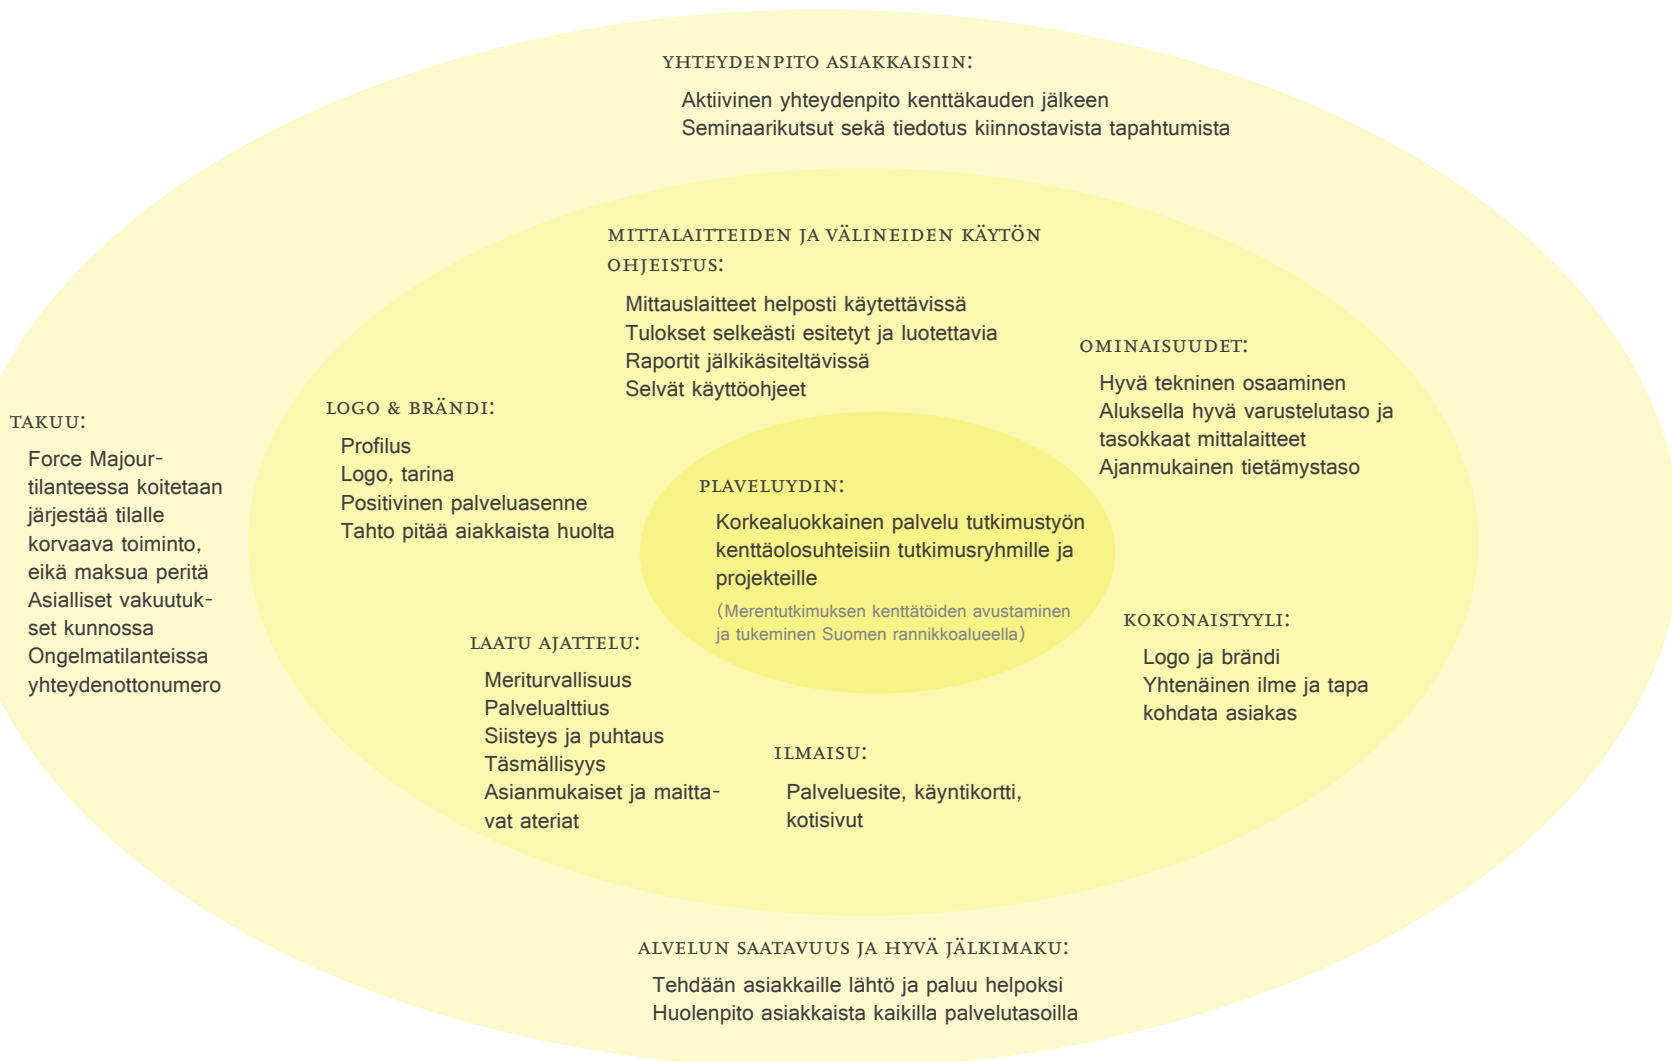 YHTEYDENPITO ASIAKKAISIIN:
Aktiivinen yhteydenpito kenttäkauden jälkeen
Seminaarikutsut sekä tiedotus kiinnostavista tapahtumista
MITTALAITTEIDEN JA VÄLINEIDEN KÄYTÖN
OHJEISTUS:
Mittauslaitteet helposti käytettävissä
Tulokset selkeästi esitetyt ja luotettavia
Raportit jälkikäsiteltävissä
Selvät käyttöohjeet
OMINAISUUDET:
Hyvä tekninen osaaminen
Aluksella hyvä varustelutaso ja
tasokkaat mittalaitteet
Ajanmukainen tietämystaso
TAKUU:
Force Majour-
tilanteessa koitetaan
järjestää tilalle
korvaava toiminto,
eikä maksua peritä
Asialliset vakuutuk-
set kunnossa
Ongelmatilanteissa
yhteydenottonumero
LOGO & BRÄNDI:
Profilus
Logo, tarina
Positivinen palveluasenne
Tahto pitää aiakkaista huolta
PLAVELUYDIN:
Korkealuokkainen palvelu tutkimustyön
kenttäolosuhteisiin tutkimusryhmille ja
projekteille
(Merentutkimuksen kenttätöiden avustaminen
ja tukeminen Suomen rannikkoalueella)
KOKONAISTYYLI:
Logo ja brändi
Yhtenäinen ilme ja tapa
kohdata asiakas
LAATU AJATTELU:
Meriturvallisuus
Palvelualttius
Siisteys ja puhtaus
Täsmällisyys
Asianmukaiset ja maitta-
vat ateriat
ILMAISU:
Palveluesite, käyntikortti,
kotisivut
ALVELUN SAATAVUUS JA HYVÄ JÄLKIMAKU:
Tehdään asiakkaille lähtö ja paluu helpoksi
Huolenpito asiakkaista kaikilla palvelutasoilla